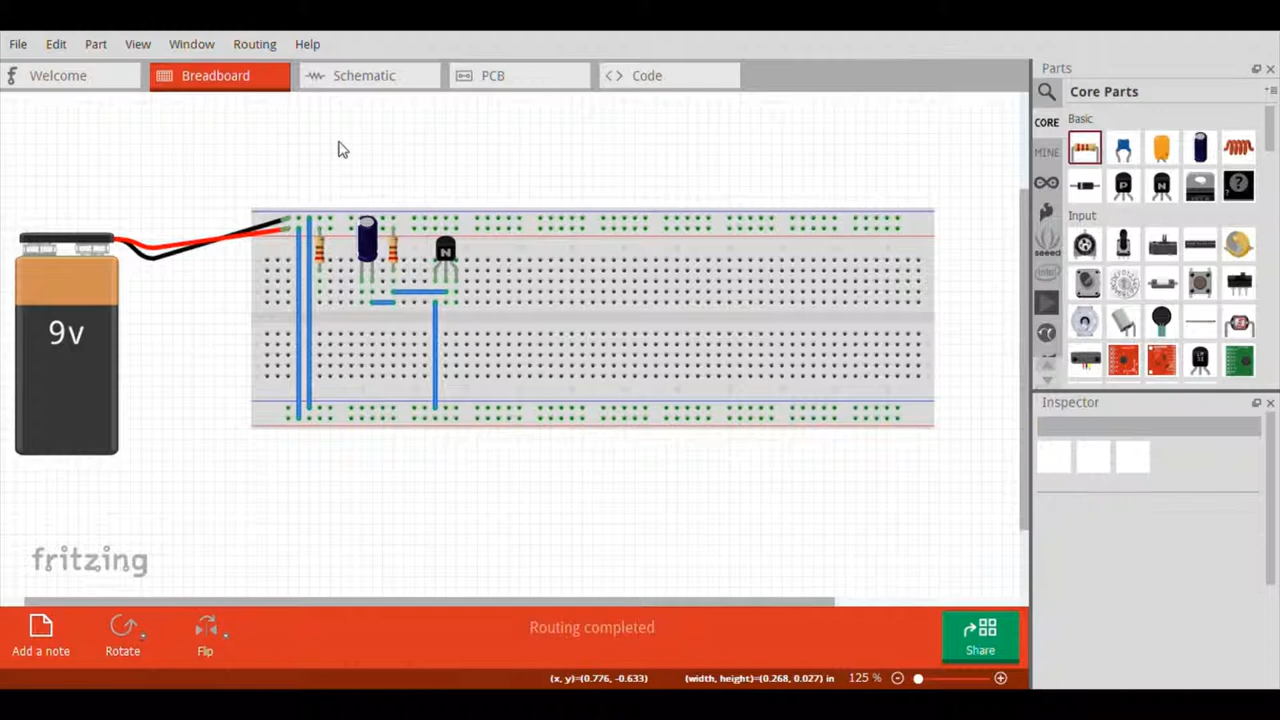 File Edit Part View Window Routing Help
Welcome Breadboard Schematic PCB Code
Parts
Core Parts
CORE
Basic
MINE
P N ?
Input
seeed
intel
9v
N
Inspector
fritzing
Routing completed
Add a note Rotate Flip Share
(x, y)=(0.776, -0.633) (width, height)=(0.268, 0.027) in 125 %